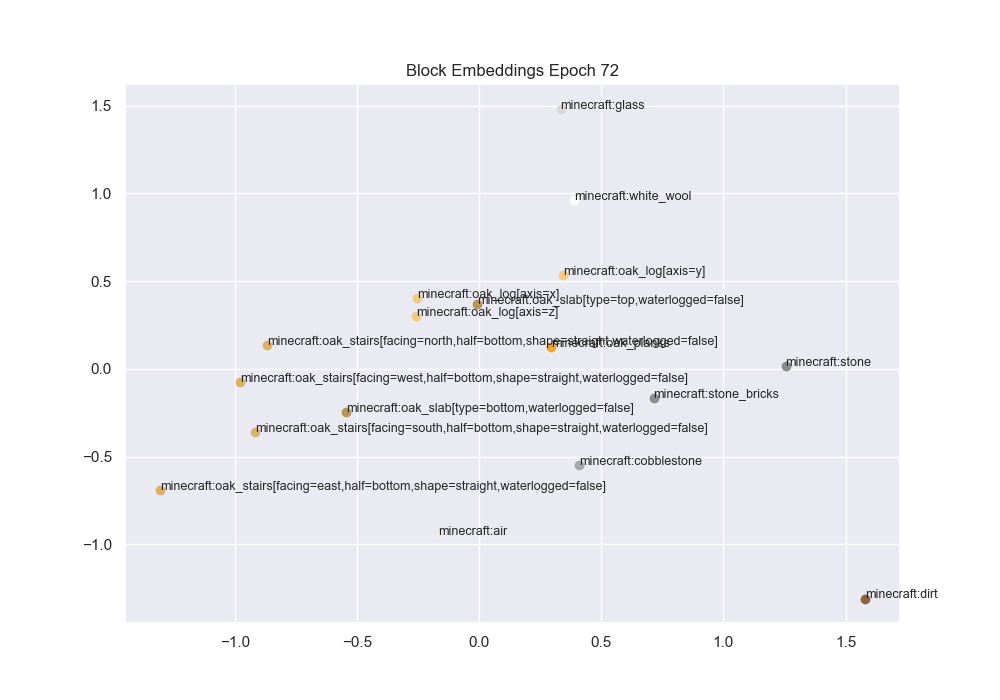 Block Embeddings Epoch 72
1.5
minecraft:glass
1.0
minecraft:white_wool
0.5
minecraft:oak_log[axis=y]
minecraft:oak_log[axis=x]
minecraft:oak_slab[type=top,waterlogged=false]
minecraft:oak_log[axis=z]
minecraft:oak_stairs[facing=north,half=bottom,shape=straight,waterlogged=false]
minecraft:oak_planks
0.0
minecraft:stone
minecraft:oak_stairs[facing=west,half=bottom,shape=straight,waterlogged=false]
minecraft:stone_bricks
minecraft:oak_slab[type=bottom,waterlogged=false]
minecraft:oak_stairs[facing=south,half=bottom,shape=straight,waterlogged=false]
−0.5
minecraft:cobblestone
minecraft:oak_stairs[facing=east,half=bottom,shape=straight,waterlogged=false]
minecraft:air
−1.0
minecraft:dirt
−1.0 −0.5 0.0 0.5 1.0 1.5